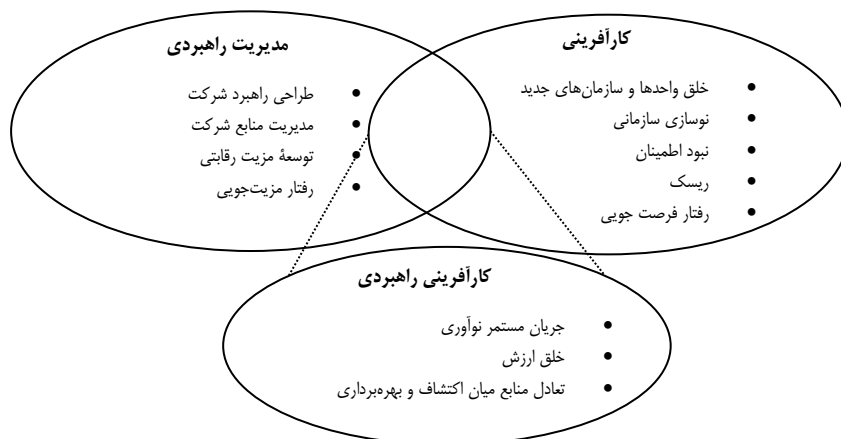 کارآفرینی
• خلق واحدها و سازمان‌های جدید
• نوسازی سازمانی
• نبود اطمینان
• ریسک
• رفتار فرصت جویی
مدیریت راهبردی
• طراحی راهبرد شرکت
• مدیریت منابع شرکت
• توسعهٔ مزیت رقابتی
• رفتار مزیت‌جویی
کارآفرینی راهبردی
• جریان مستمر نوآوری
• خلق ارزش
• تعادل منابع میان اکتشاف و بهره‌برداری